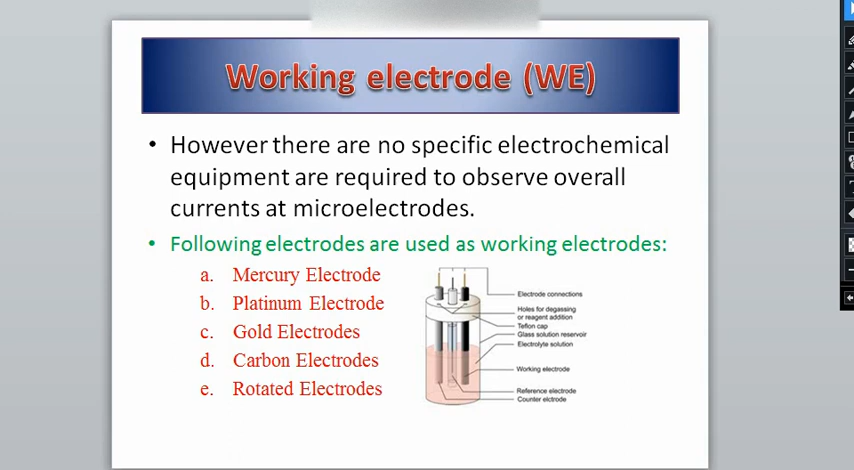 Working electrode (WE)
• However there are no specific electrochemical
equipment are required to observe overall
currents at microelectrodes.
• Following electrodes are used as working electrodes:
a. Mercury Electrode
b. Platinum Electrode
c. Gold Electrodes
d. Carbon Electrodes
e. Rotated Electrodes
Electrode connections
Holes for degassing
or reagent addition
Teflon cap
Glass solution reservoir
Electrolyte solution
Working electrode
Reference electrode
Counter elctrode